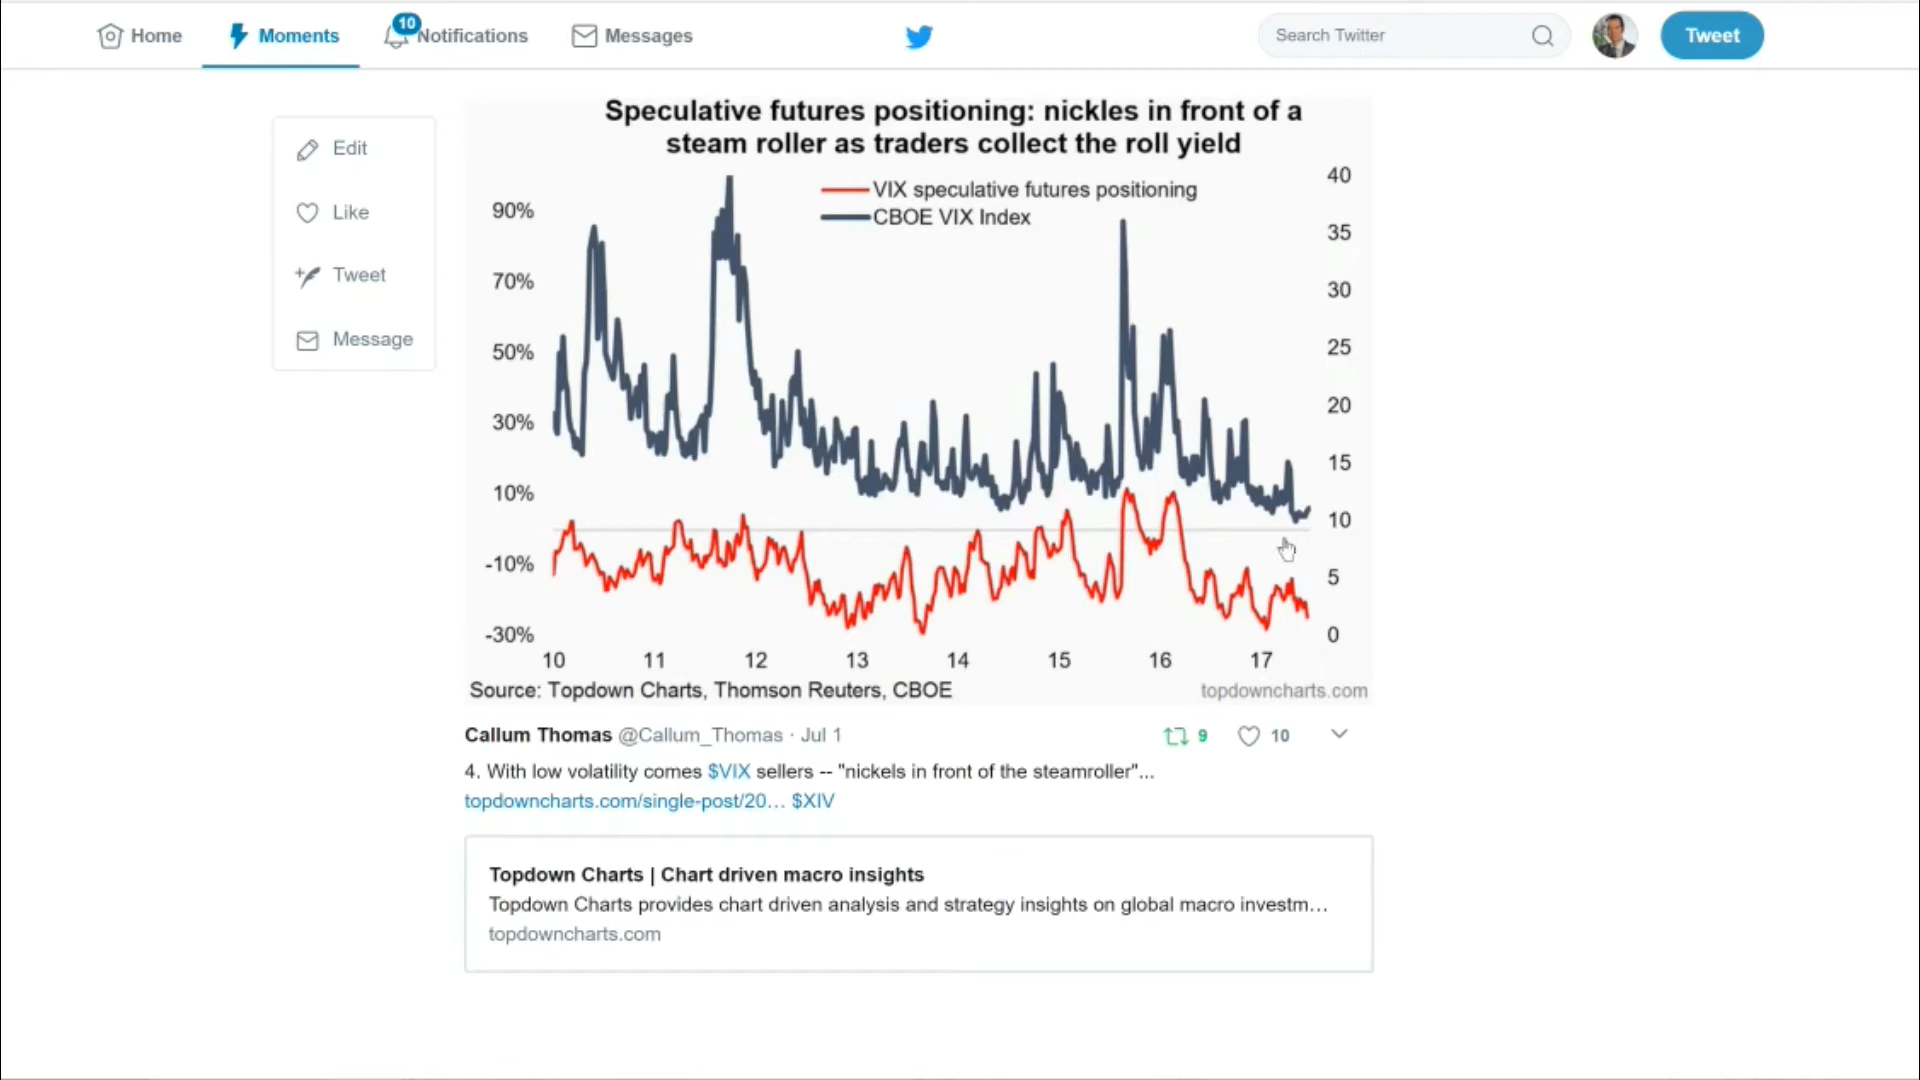 Home
Moments
10
Notifications
Messages
Search Twitter
Tweet
Edit
Like
Tweet
Message
Speculative futures positioning: nickles in front of a
steam roller as traders collect the roll yield
VIX speculative futures positioning
CBOE VIX Index
90%
70%
50%
30%
10%
-10%
-30%
40
35
30
25
20
15
10
5
0
10 11 12 13 14 15 16 17
Source: Topdown Charts, Thomson Reuters, CBOE
topdowncharts.com
Callum Thomas @Callum_Thomas · Jul 1
9
10
4. With low volatility comes $VIX sellers -- "nickels in front of the steamroller"...
topdowncharts.com/single-post/20… $XIV
Topdown Charts | Chart driven macro insights
Topdown Charts provides chart driven analysis and strategy insights on global macro investm…
topdowncharts.com